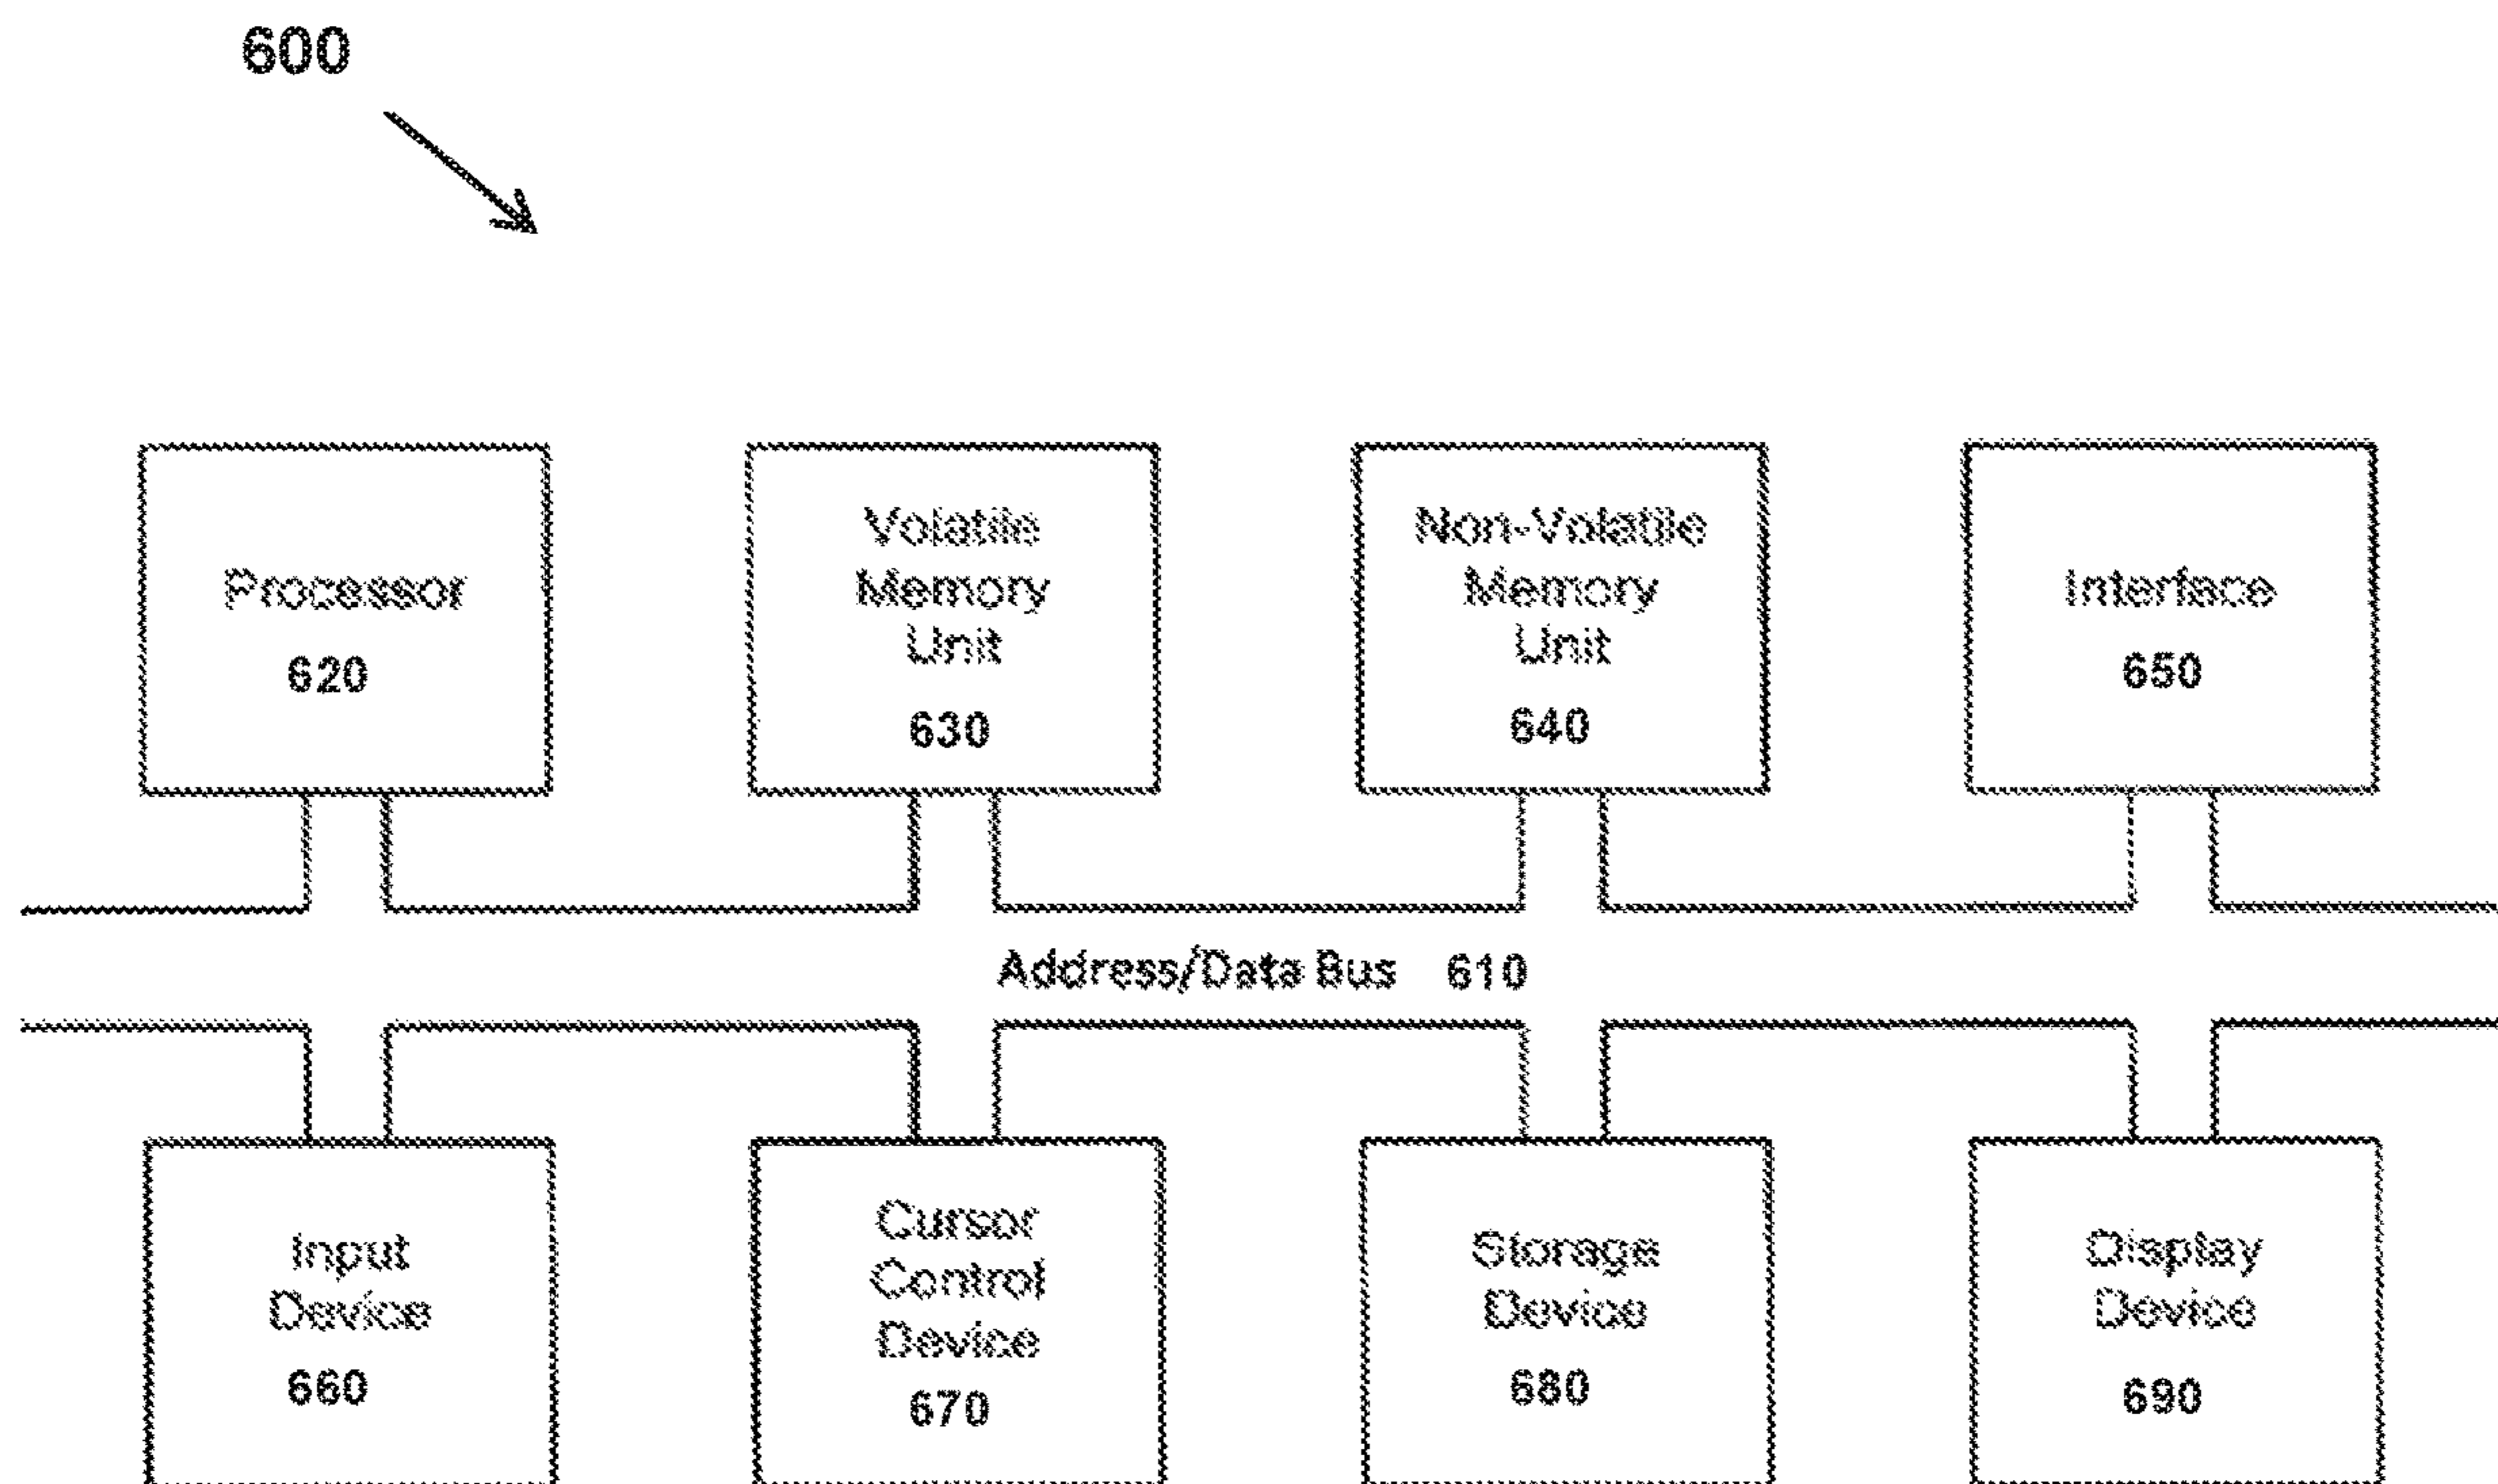 600
Processor
620
Volatile
Memory
Unit
630
Non-Volatile
Memory
Unit
640
Interface
650
Address/Data Bus 610
Input
Device
660
Cursor
Control
Device
670
Storage
Device
680
Display
Device
690